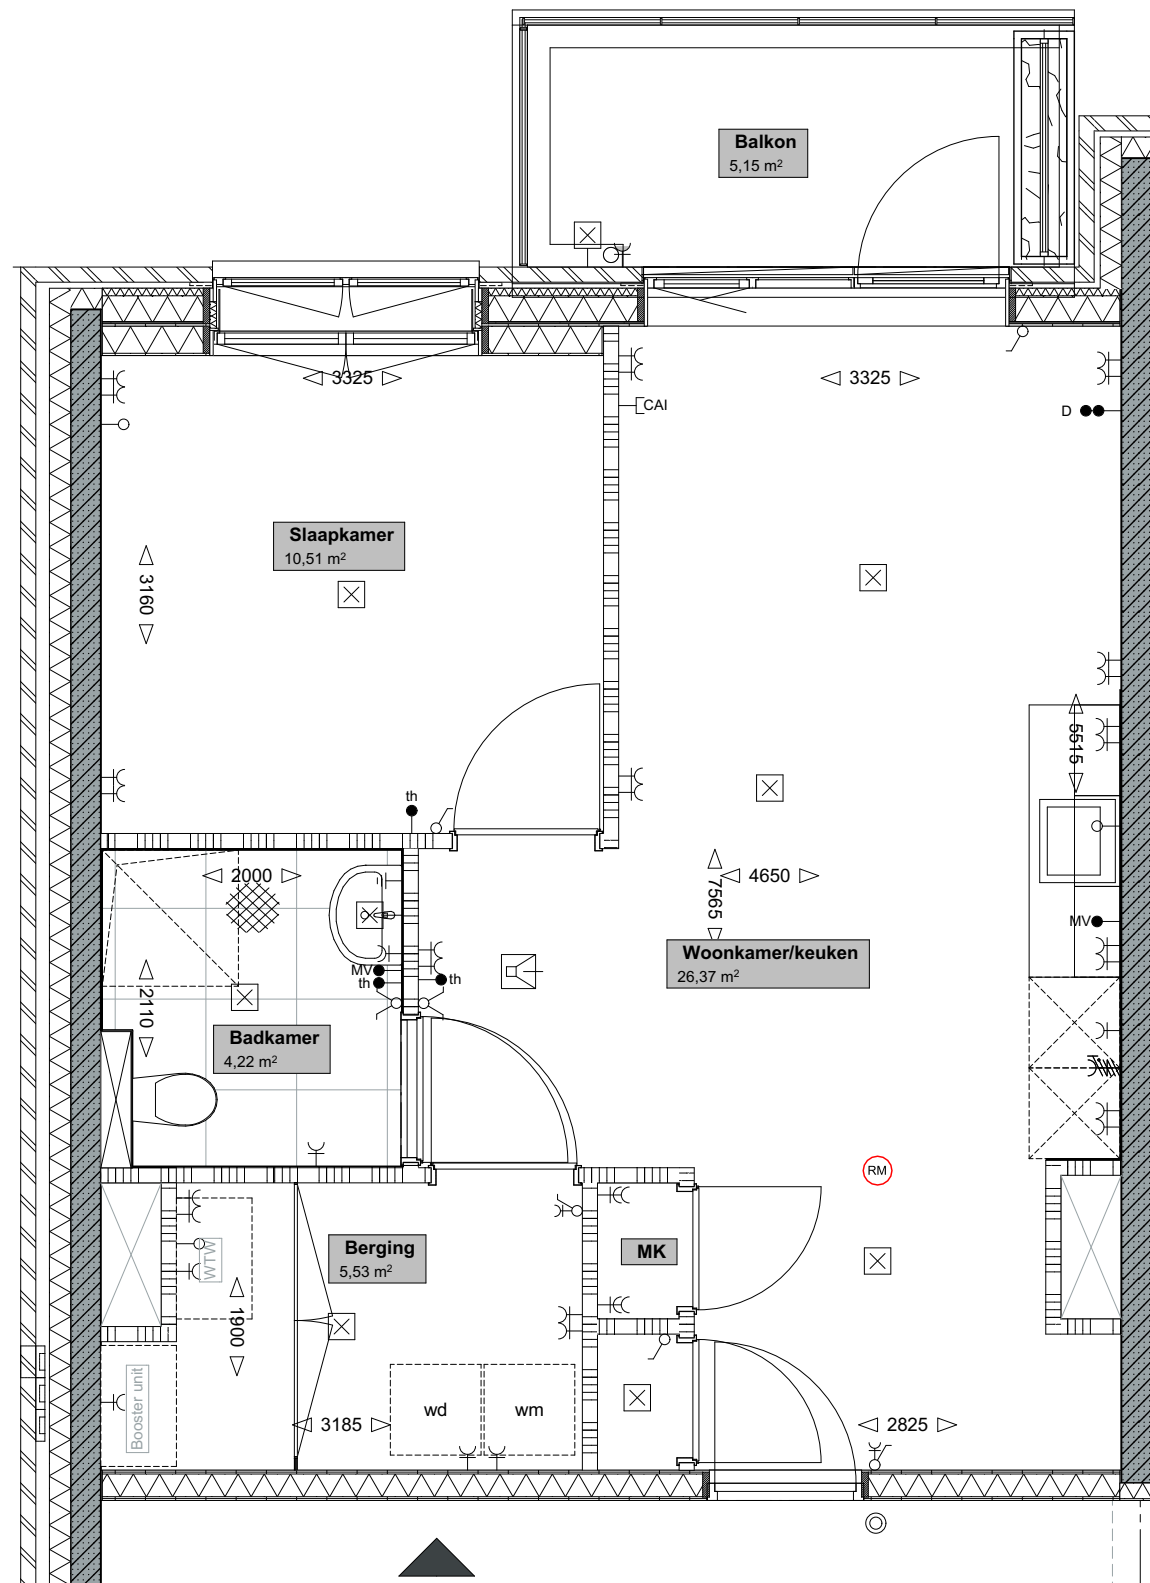 Balkon
5,15 m²
3325
3325
CAI
D
Slaapkamer
10,51 m²
3160
5515
th
2000
4650
7565
MV
Woonkamer/keuken
26,37 m²
MV
th
th
2110
Badkamer
4,22 m²
RM
WTW
Berging
5,53 m²
MK
1900
Booster unit
3185
wd
wm
2825